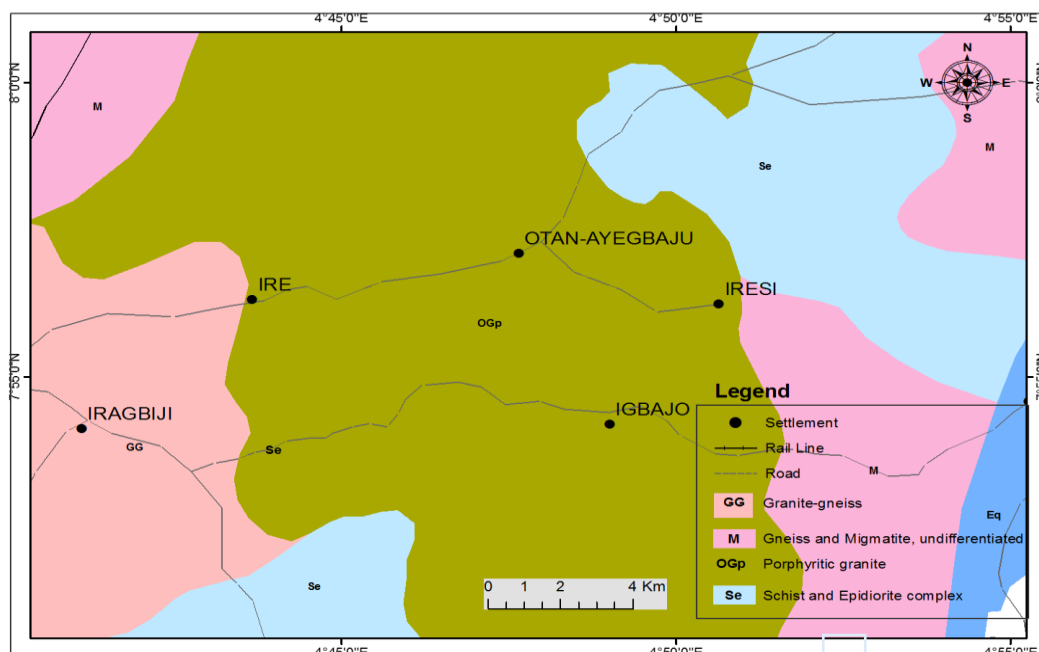 4°45'0"E 4°50'0"E 4°55'0"E
N
W E
S
8°0'0"N
M
M
Se
OTAN-AYEGBAJU
IRE
IRESI
OGp
7°55'0"N 7°55'0"N
IRAGBIJI
GG
Se
IGBAJO
M
Eq
Se
Legend
Settlement
Rail Line
Road
GG Granite-gneiss
M Gneiss and Migmatite, undifferentiated
OGp Porphyritic granite
Se Schist and Epidiorite complex
0 1 2 4 Km
4°45'0"E 4°50'0"E 4°55'0"E